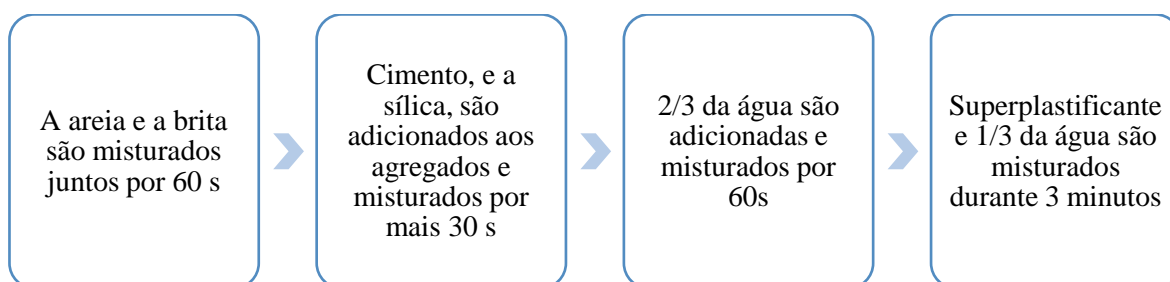 A areia e a brita
são misturados
juntos por 60 s
Cimento, e a
sílica, são
adicionados aos
agregados e
misturados por
mais 30 s
2/3 da água são
adicionadas e
misturados por
60s
Superplastificante
e 1/3 da água são
misturados
durante 3 minutos